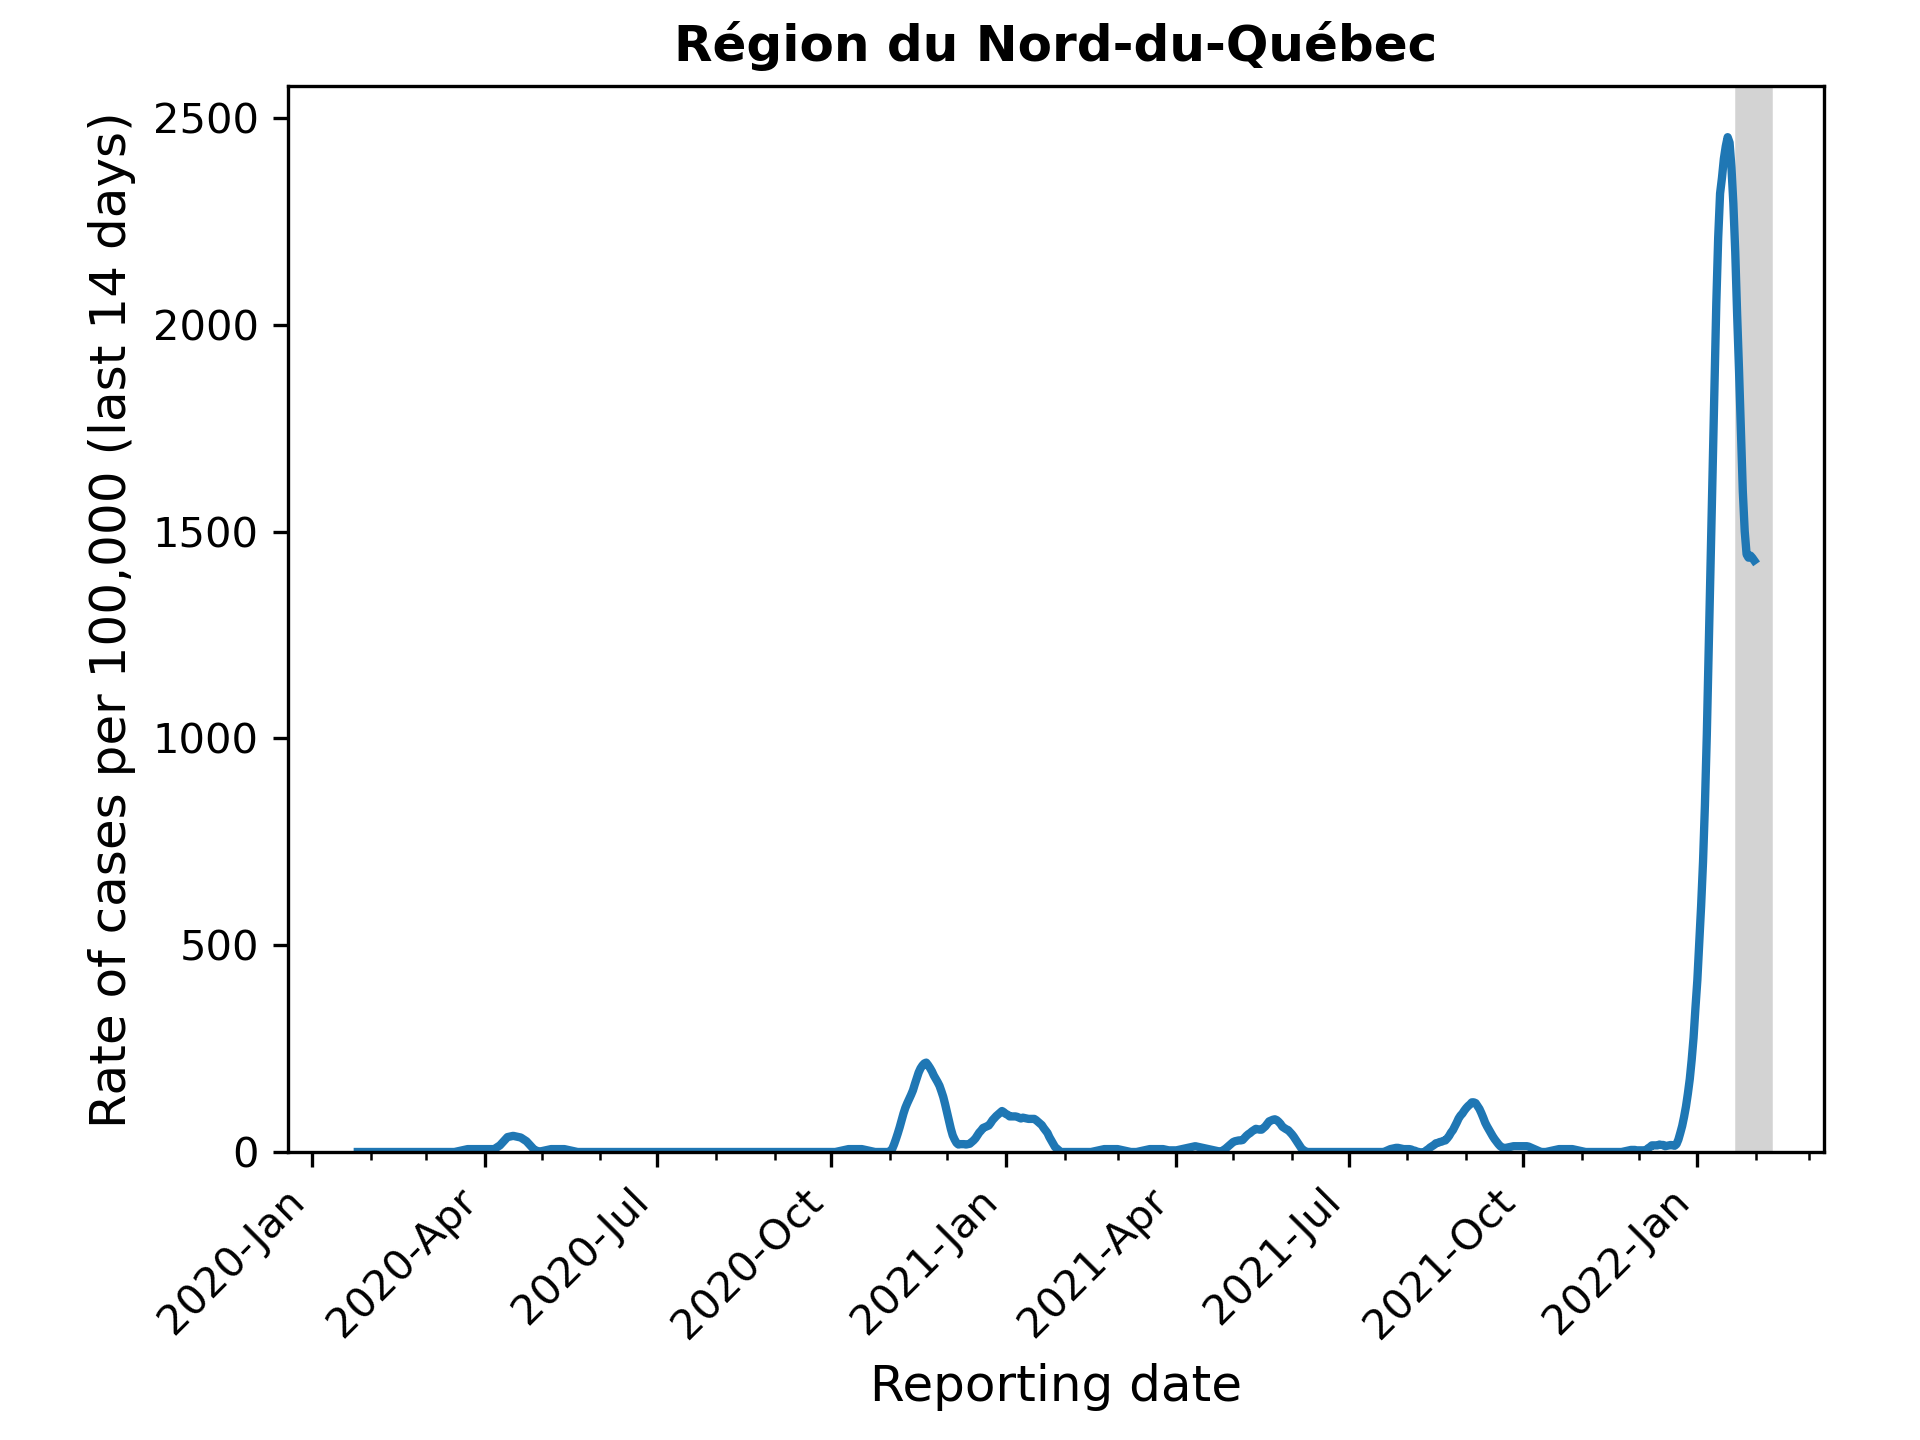 Région du Nord-du-Québec
Rate of cases per 100,000 (last 14 days)
2500
2000
1500
1000
500
0
2020-Jan
2020-Apr
2020-Jul
2020-Oct
2021-Jan
2021-Apr
2021-Jul
2021-Oct
2022-Jan
Reporting date